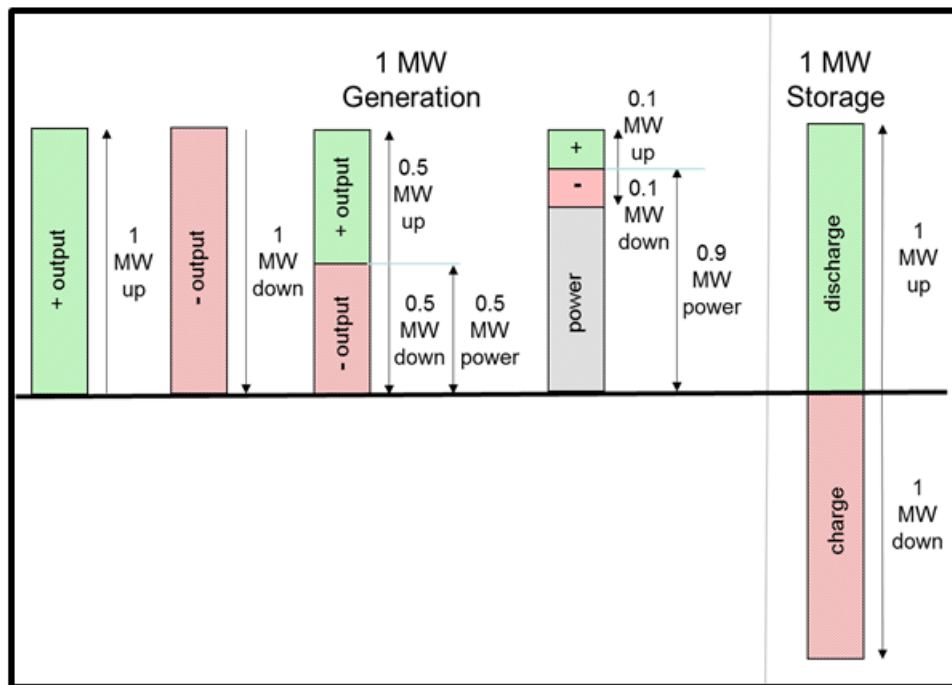 1 MW
Generation
1 MW
Storage
+ output
1
MW
up
- output
1
MW
down
+ output
- output
0.5
MW
up
0.5
MW
down
0.5
MW
power
+
-
power
0.1
MW
up
0.1
MW
down
0.9
MW
power
discharge
charge
1
MW
up
1
MW
down